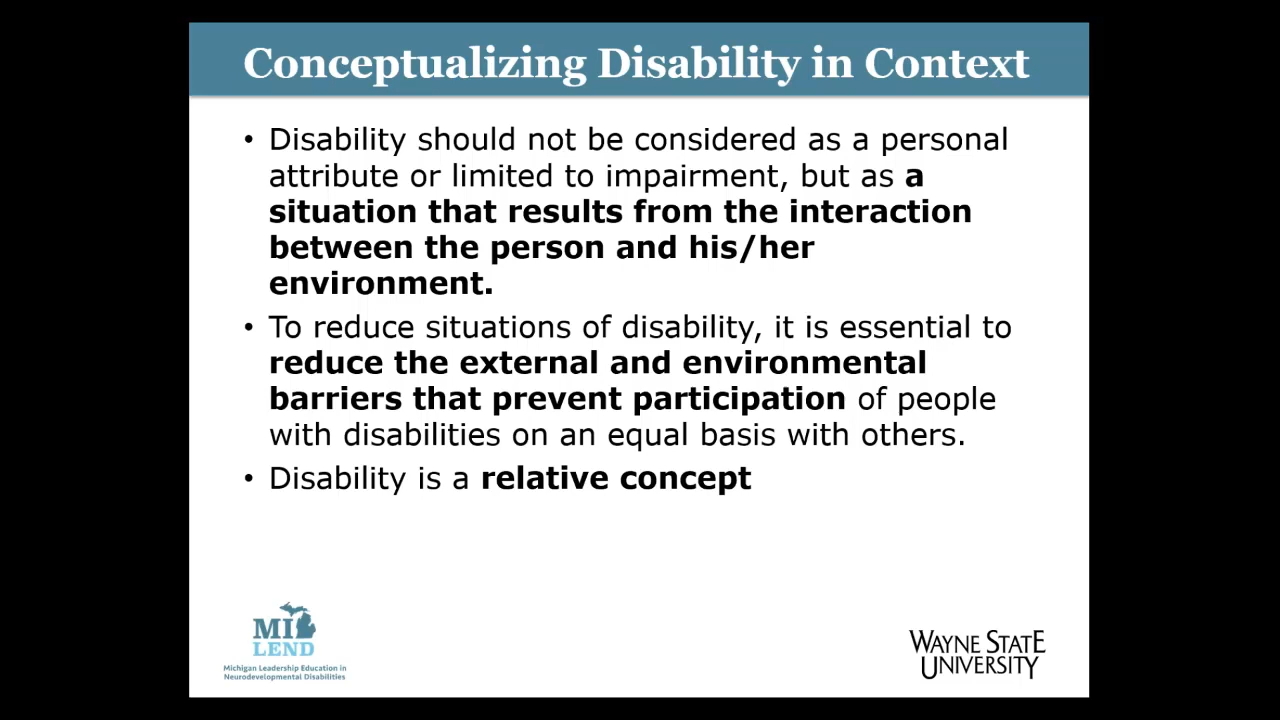 Conceptualizing Disability in Context
• Disability should not be considered as a personal
attribute or limited to impairment, but as a
situation that results from the interaction
between the person and his/her
environment.
• To reduce situations of disability, it is essential to
reduce the external and environmental
barriers that prevent participation of people
with disabilities on an equal basis with others.
• Disability is a relative concept
MI
LEND
Michigan Leadership Education in
Neurodevelopmental Disabilities
WAYNE STATE
UNIVERSITY